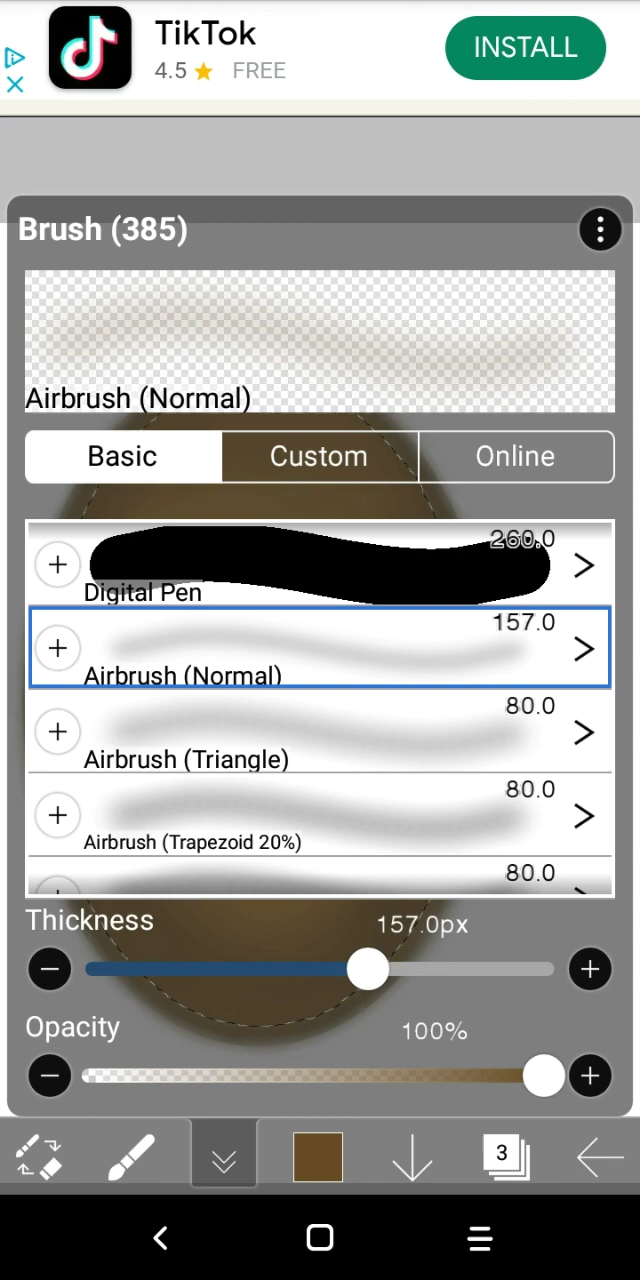 TikTok
4.5 FREE
INSTALL
Brush (385)
Airbrush (Normal)
Basic
Custom
Online
260.0
Digital Pen
157.0
Airbrush (Normal)
80.0
Airbrush (Triangle)
80.0
Airbrush (Trapezoid 20%)
80.0
Thickness
157.0px
Opacity
100%
3